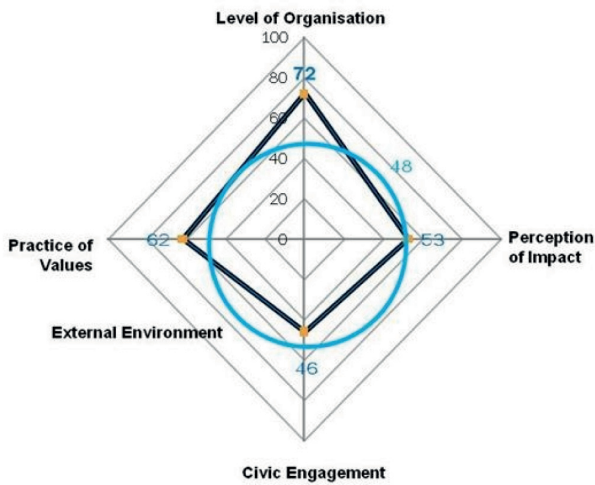 Level of Organisation
100
80
72
60
40
48
20
0
62
53
Practice of
Values
Perception
of Impact
External Environment
46
Civic Engagement